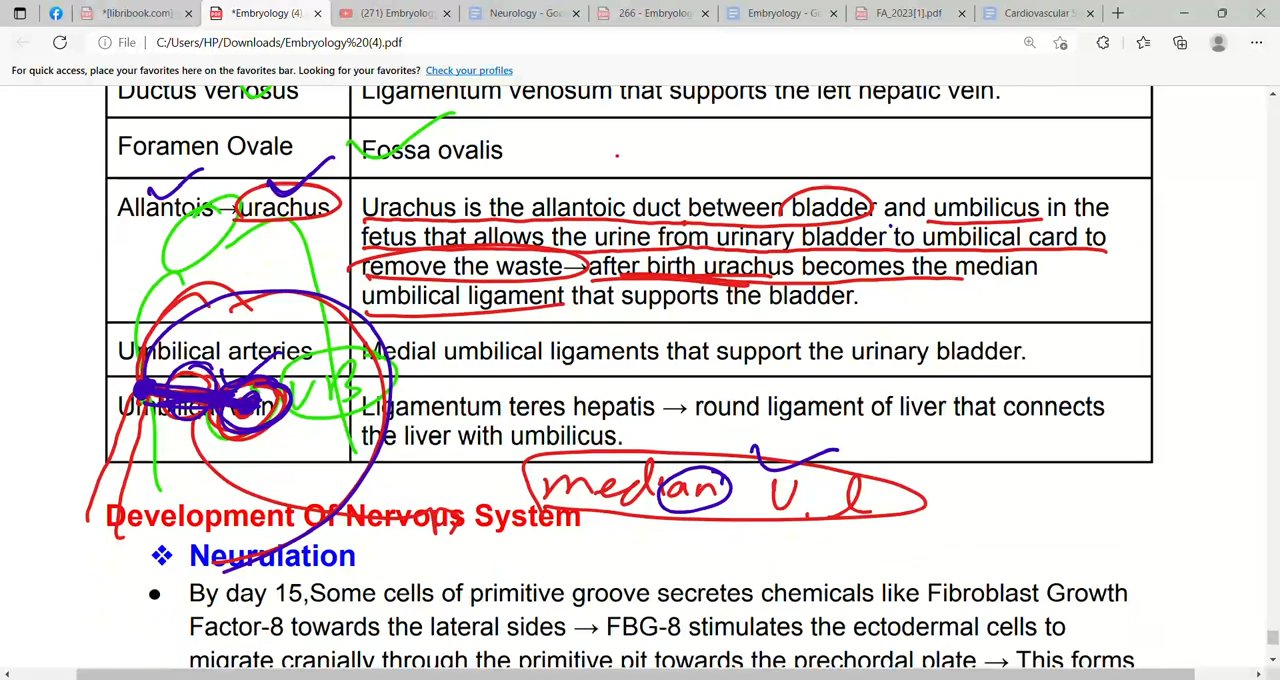 *[libribook.com]
*Embryology (4)
(271) Embryolog
Neurology - Goo
266 - Embryolog
Embryology - Go
FA_2023[1].pdf
Cardiovascular S
File
C:/Users/HP/Downloads/Embryology%20(4).pdf
For quick access, place your favorites here on the favorites bar. Looking for your favorites? Check your profiles
Ductus venosus
Ligamentum venosum that supports the left hepatic vein.
Foramen Ovale
Fossa ovalis
Allantois→urachus
Urachus is the allantoic duct between bladder and umbilicus in the
fetus that allows the urine from urinary bladder to umbilical card to
remove the waste→after birth urachus becomes the median
umbilical ligament that supports the bladder.
Umbilical arteries
Medial umbilical ligaments that support the urinary bladder.
Umbilical vein
Ligamentum teres hepatis → round ligament of liver that connects
the liver with umbilicus.
UB
median U.l
Development Of Nervous System
❖ Neurulation
● By day 15,Some cells of primitive groove secretes chemicals like Fibroblast Growth
Factor-8 towards the lateral sides → FBG-8 stimulates the ectodermal cells to
migrate cranially through the primitive pit towards the prechordal plate → This forms